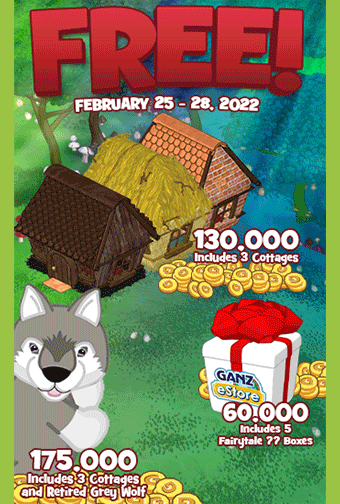 FREE!
FEBRUARY 25 - 28, 2022
130,000
Includes 3 Cottages
GANZ
eStore
60,000
Includes 5
Fairytale ?? Boxes
175,000
Includes 3 Cottages
and Retired Grey Wolf